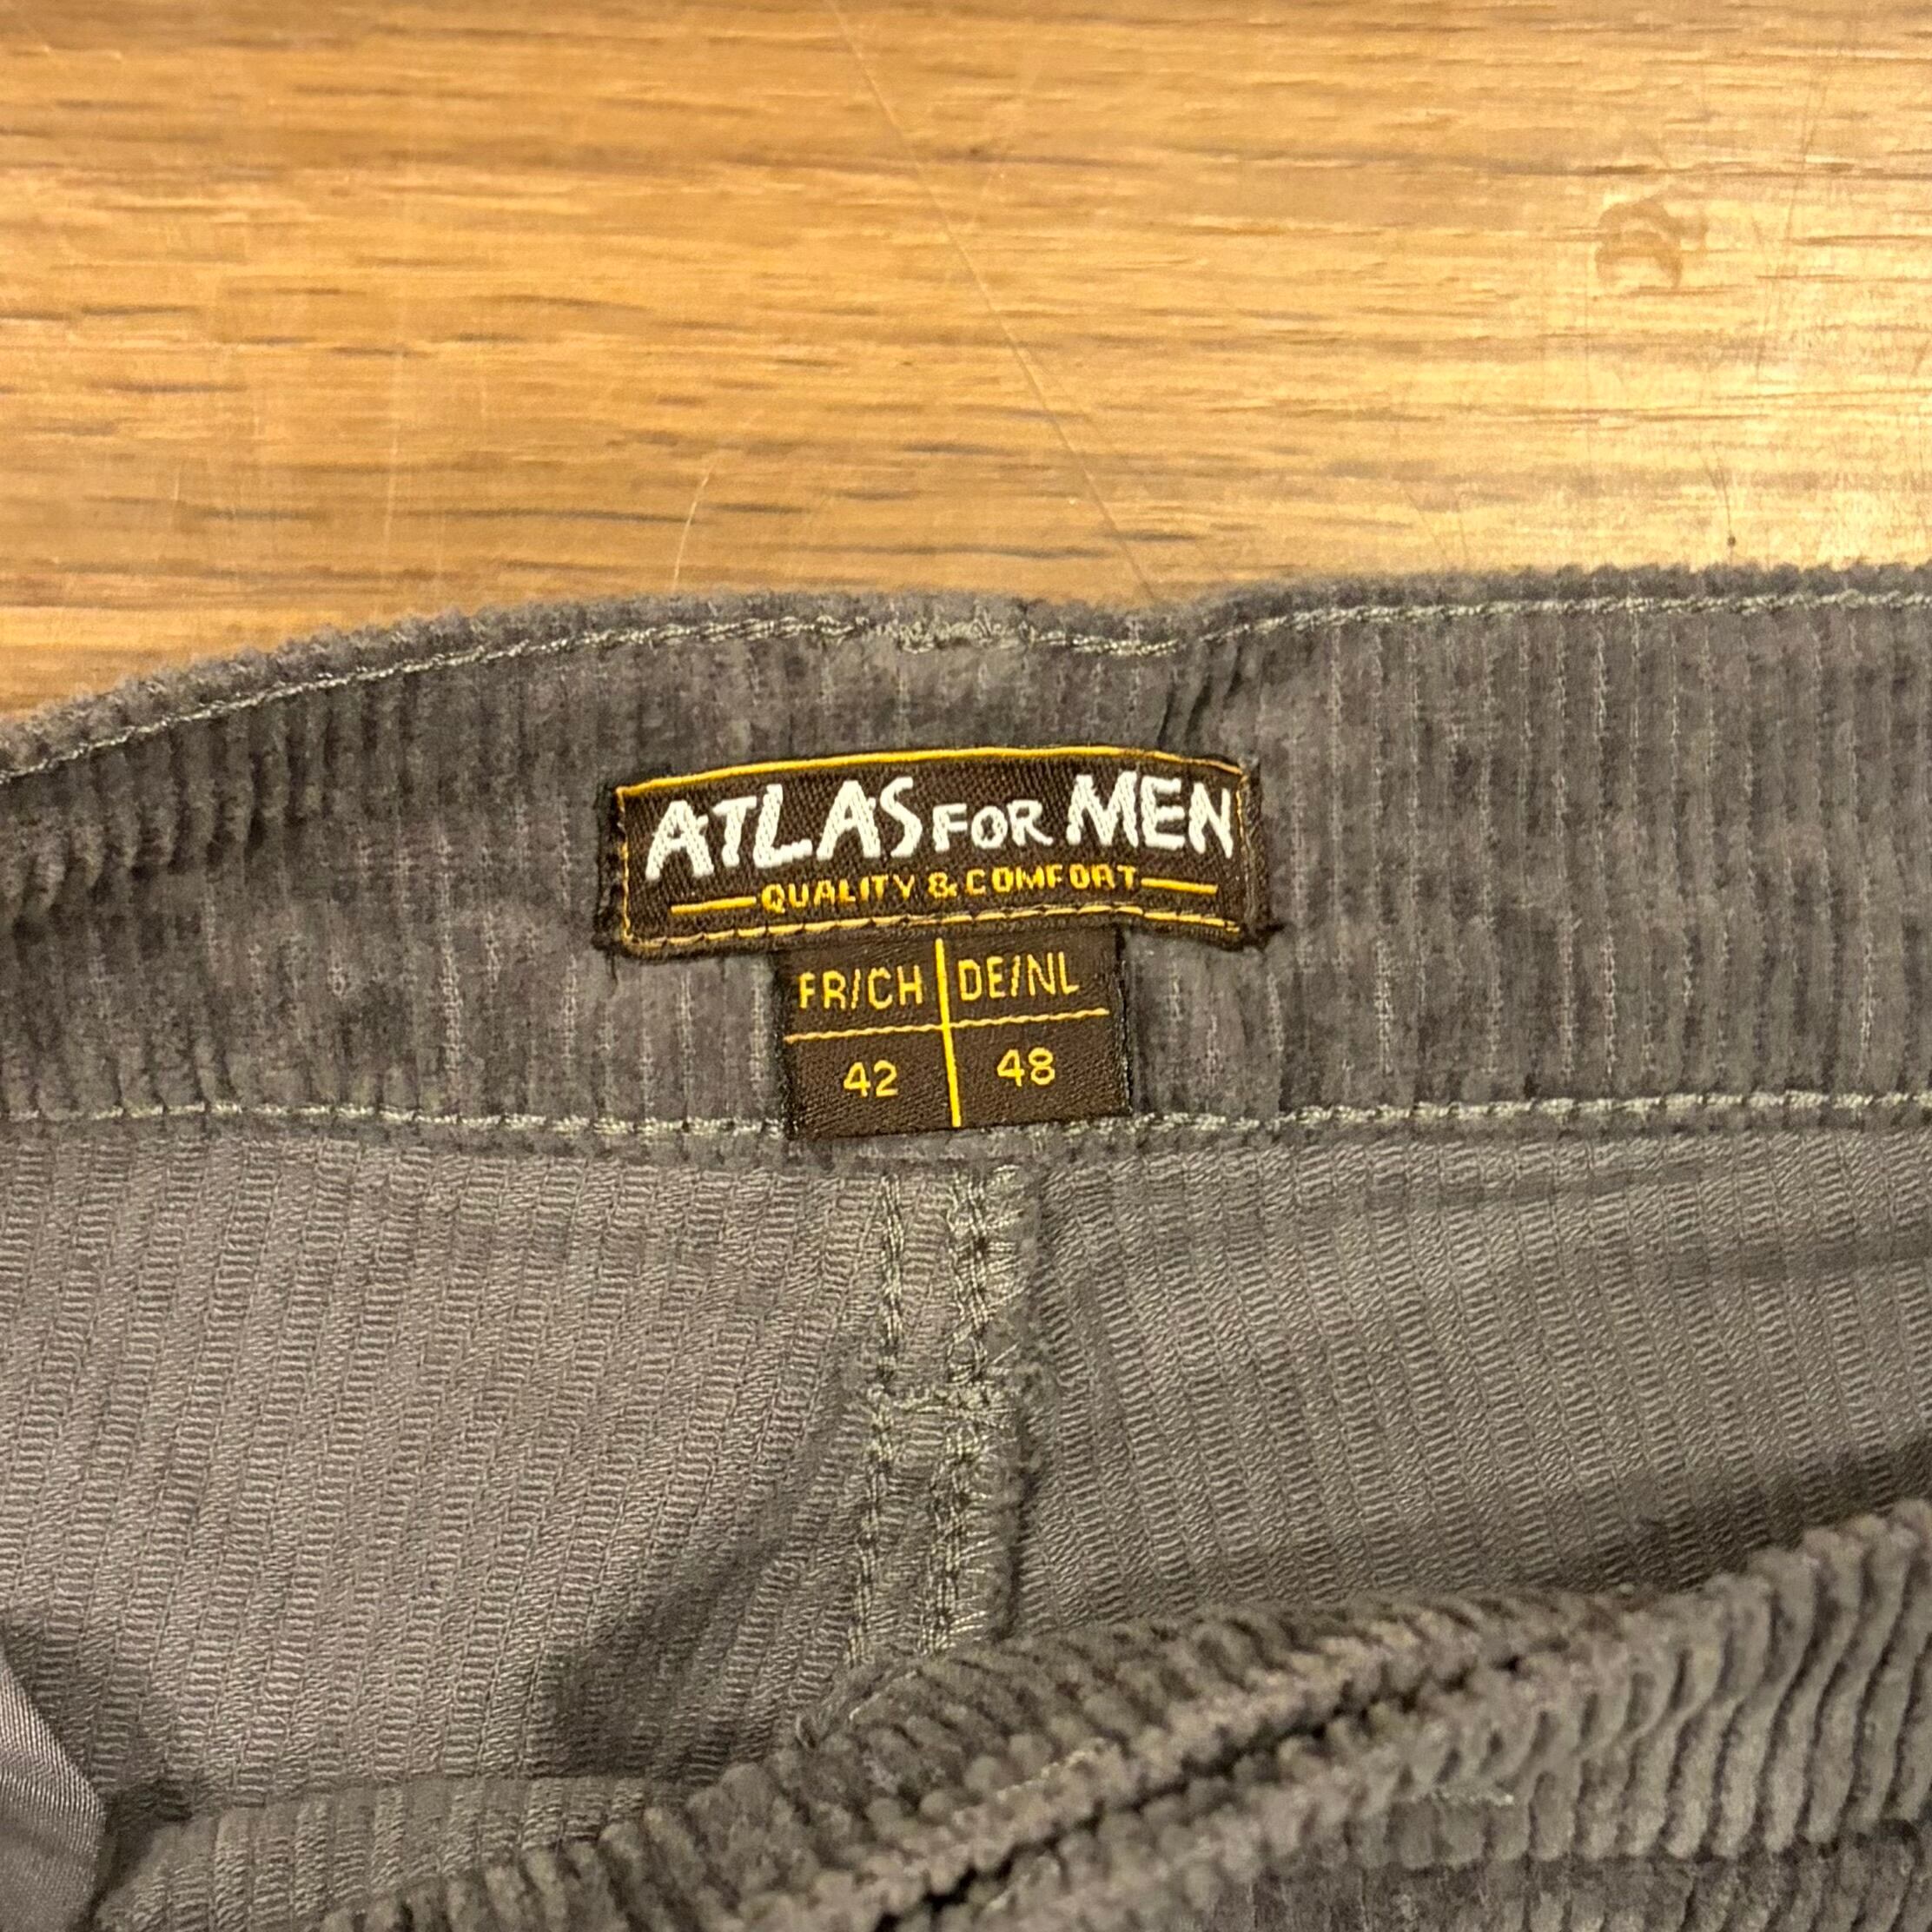 ATLAS FOR MEN
QUALITY & COMFORT
FR/CH DE/NL
42 48